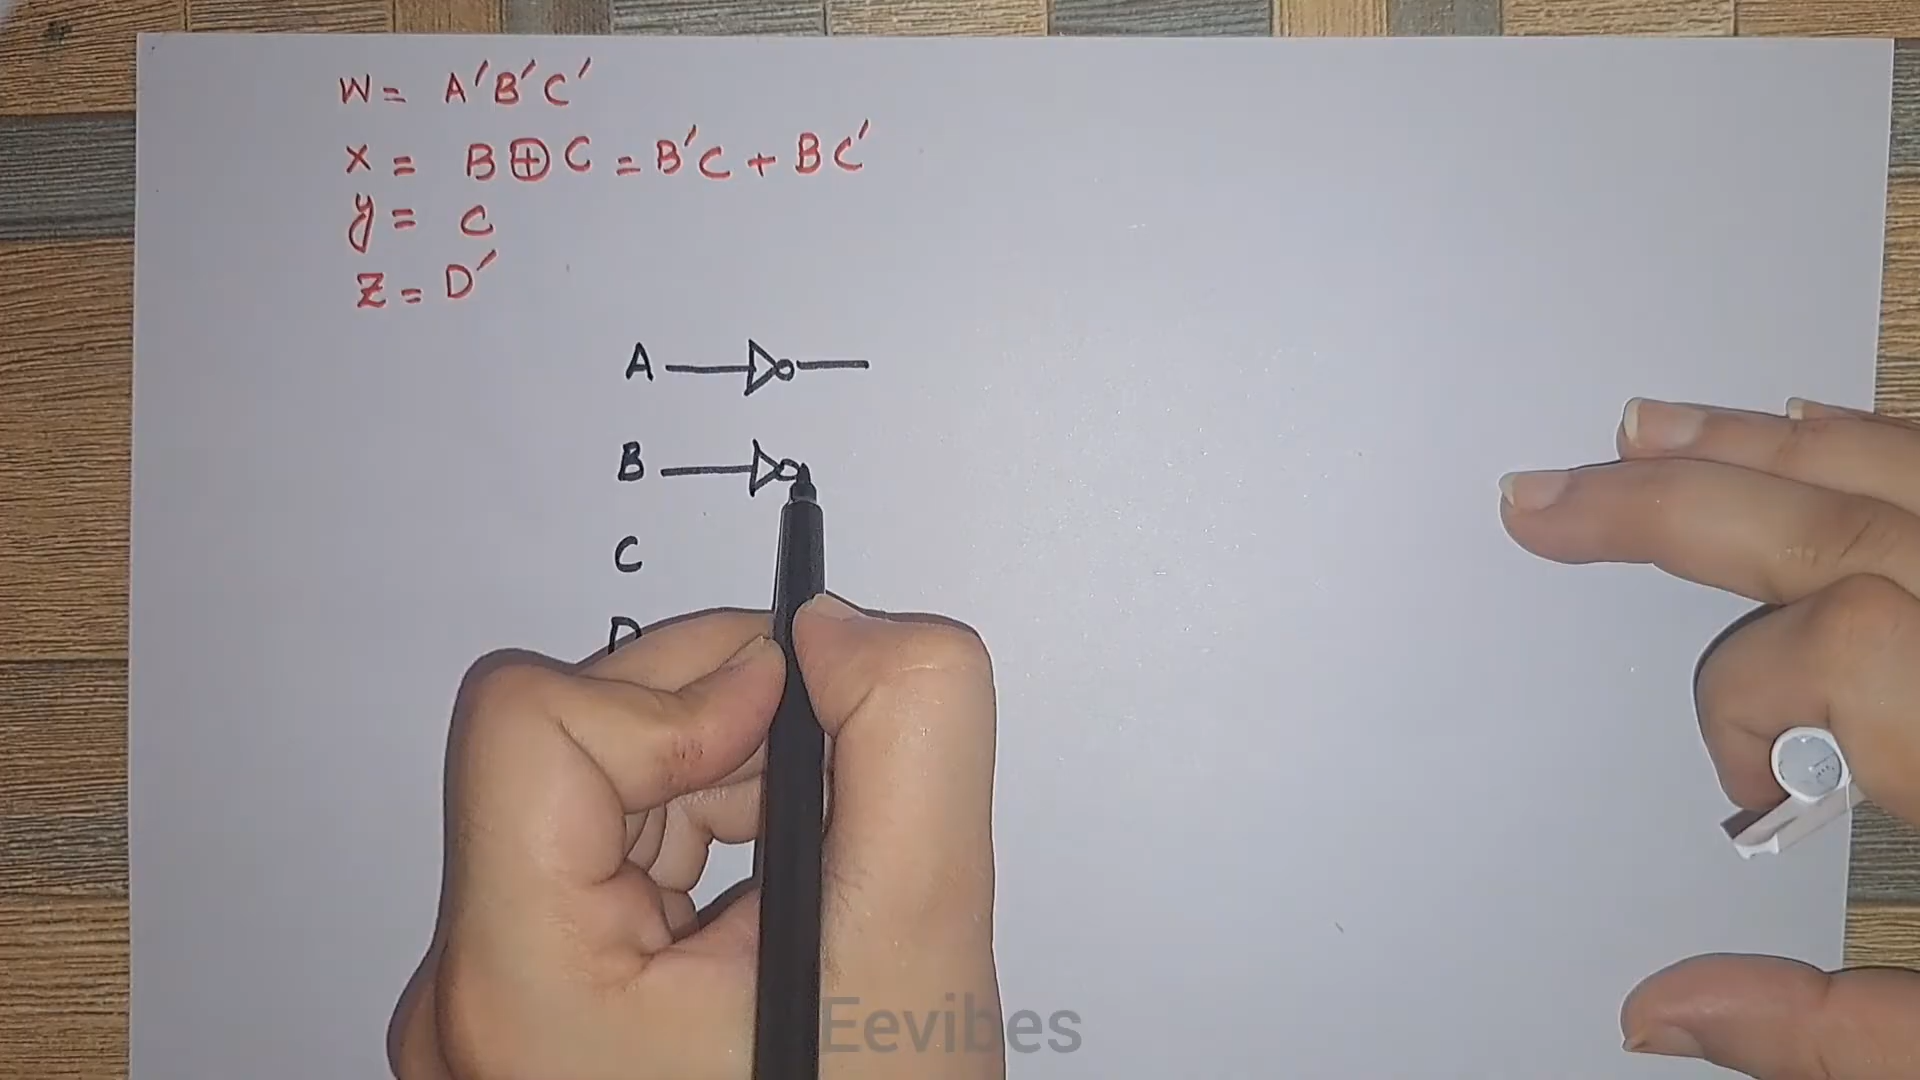 W = A'B'C'
X = B⊕C = B'C + BC'
y = C
Z = D'
A
B
C
D
Eevibes